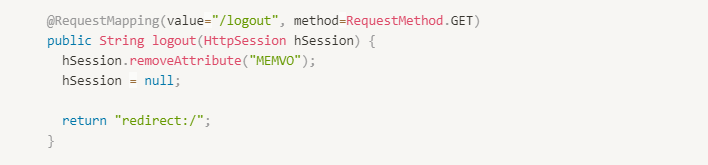 @RequestMapping(value="/logout", method=RequestMethod.GET)
public String logout(HttpSession hSession) {
  hSession.removeAttribute("MEMVO");
  hSession = null;

  return "redirect:/";
}